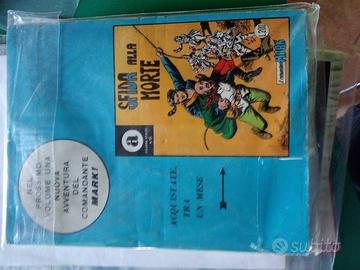 NEL
PROSSIMO
VOLUME UNA
NUOVA
AVVENTURA
DEL
COMANDANTE
MARK!
SFIDA ALLA
MORTE
a
ACQUISTATE,
TRA
UN MESE
subito